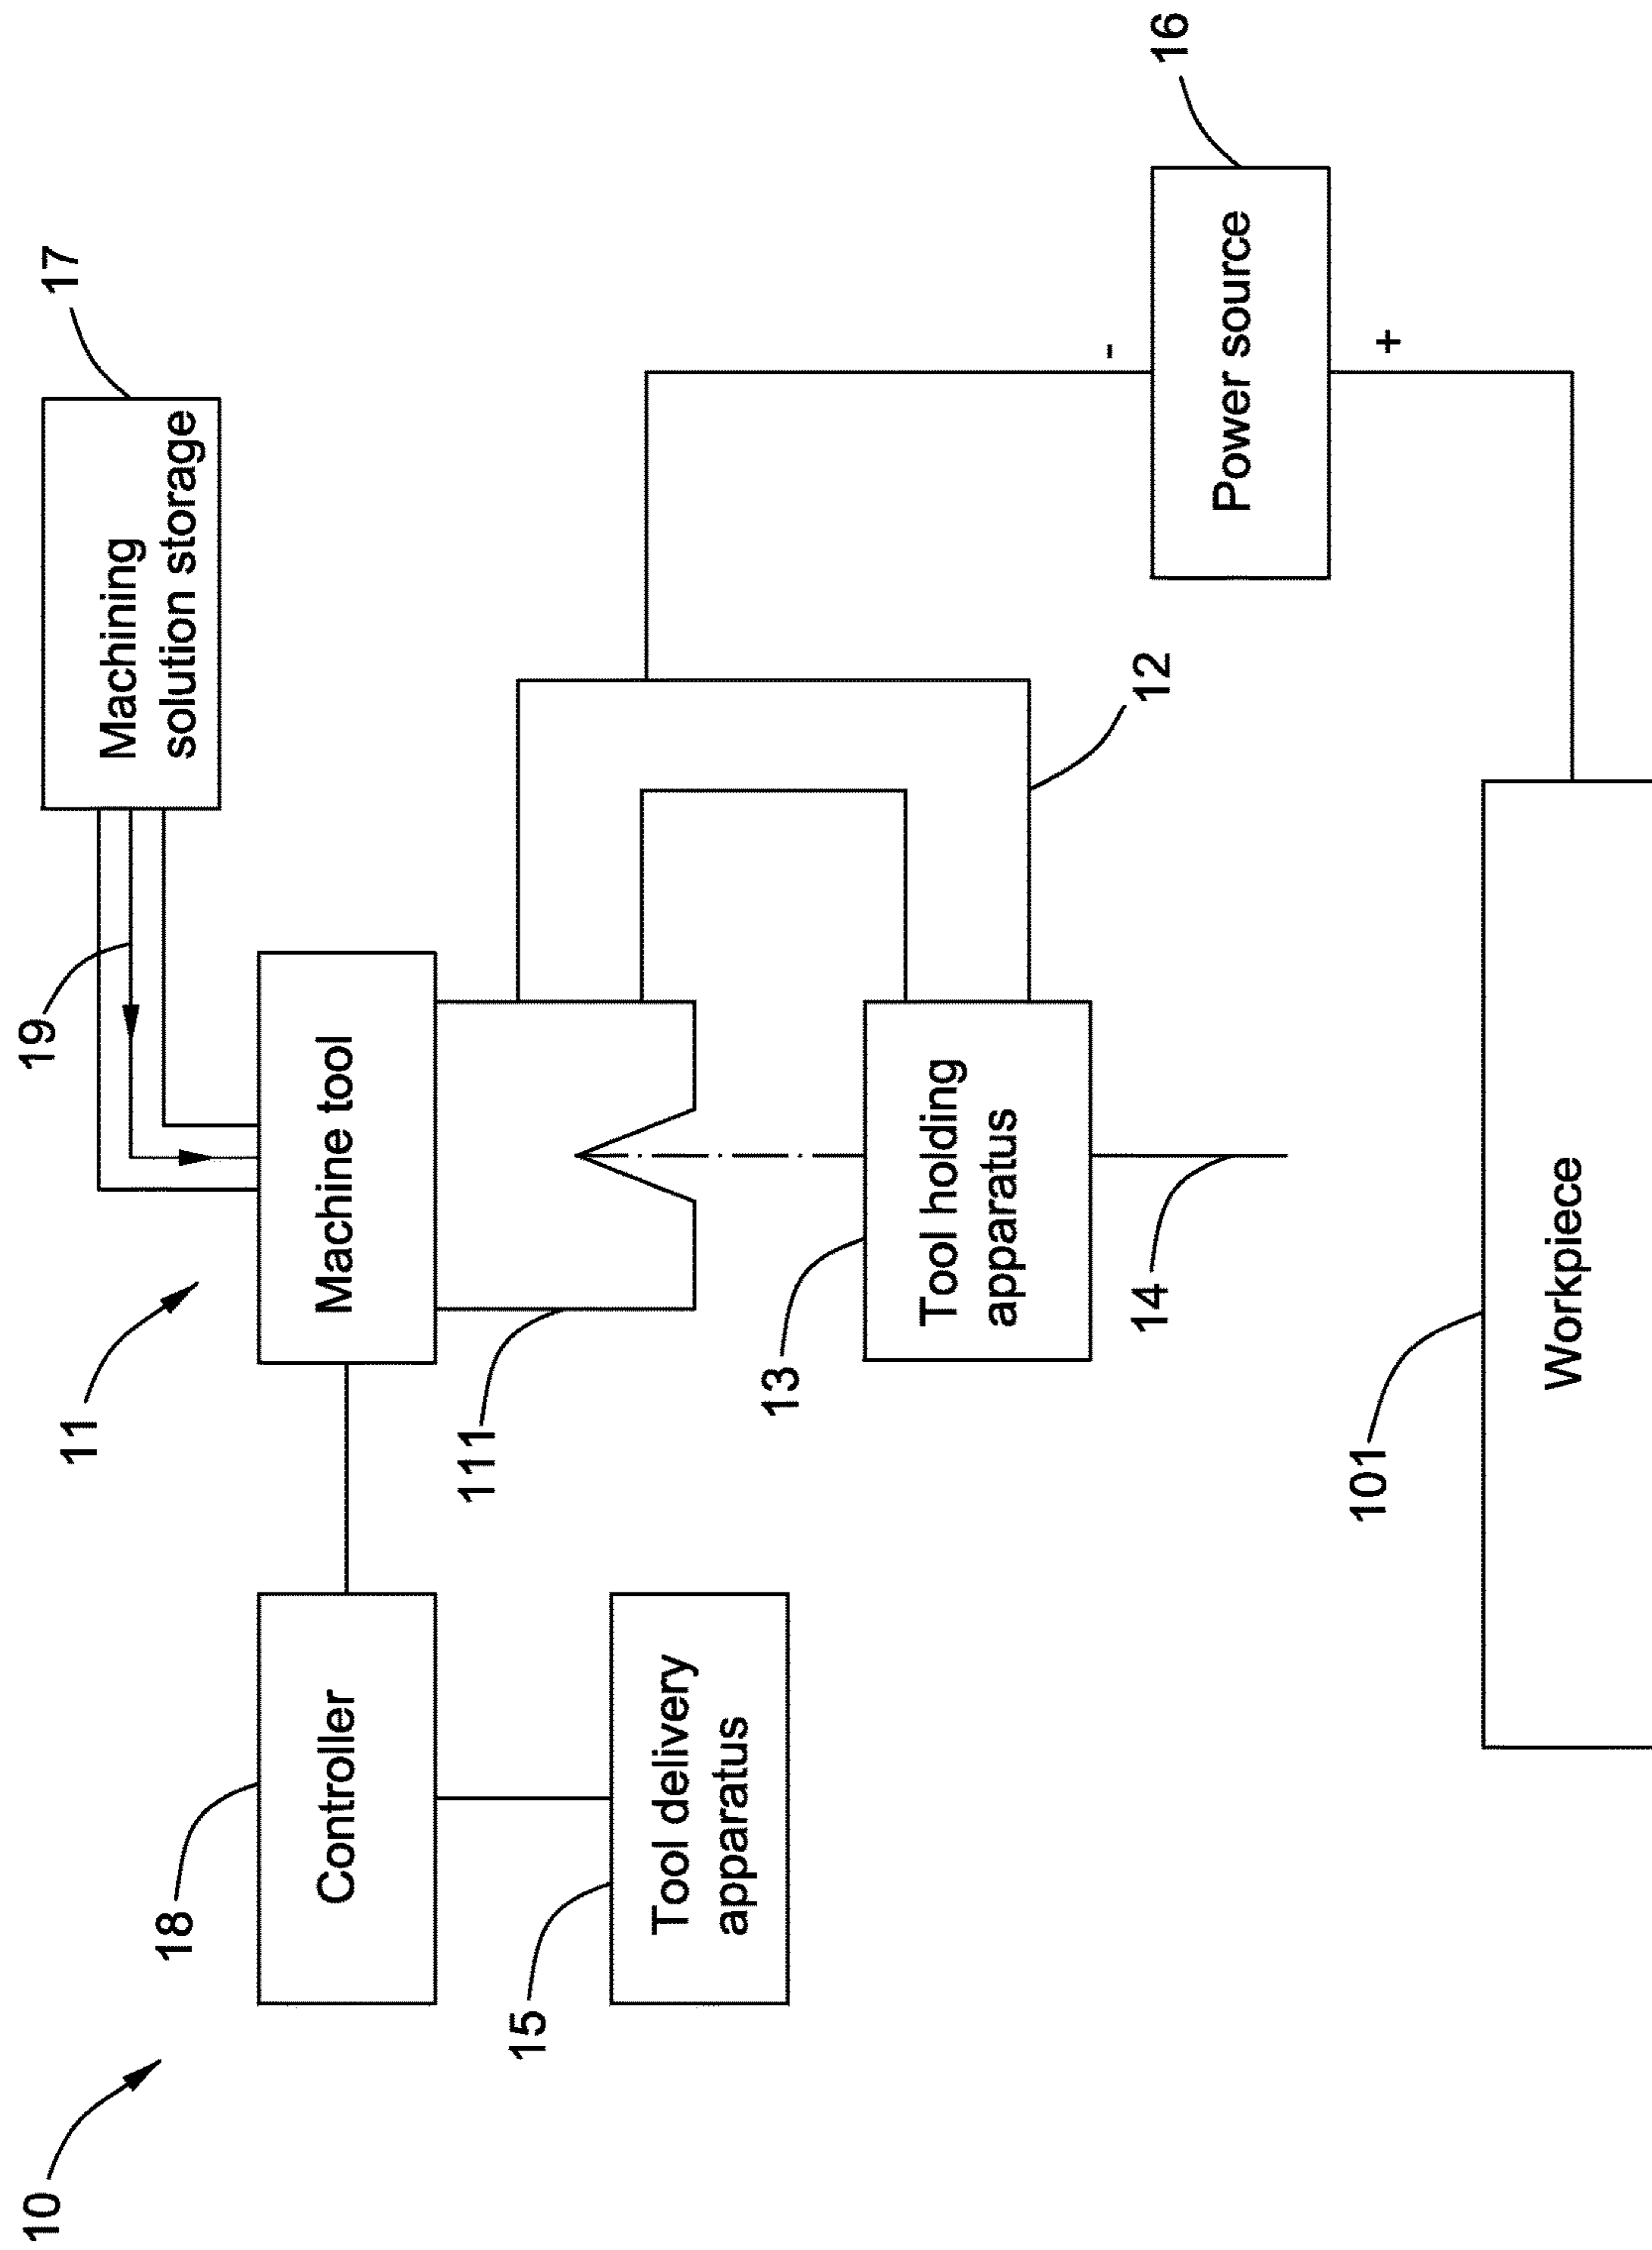 10
19
17
11
Machining
solution storage
18
Controller
Machine tool
111
15
Tool delivery
apparatus
13
Tool holding
apparatus
-
14
12
16
Power source
+
101
Workpiece